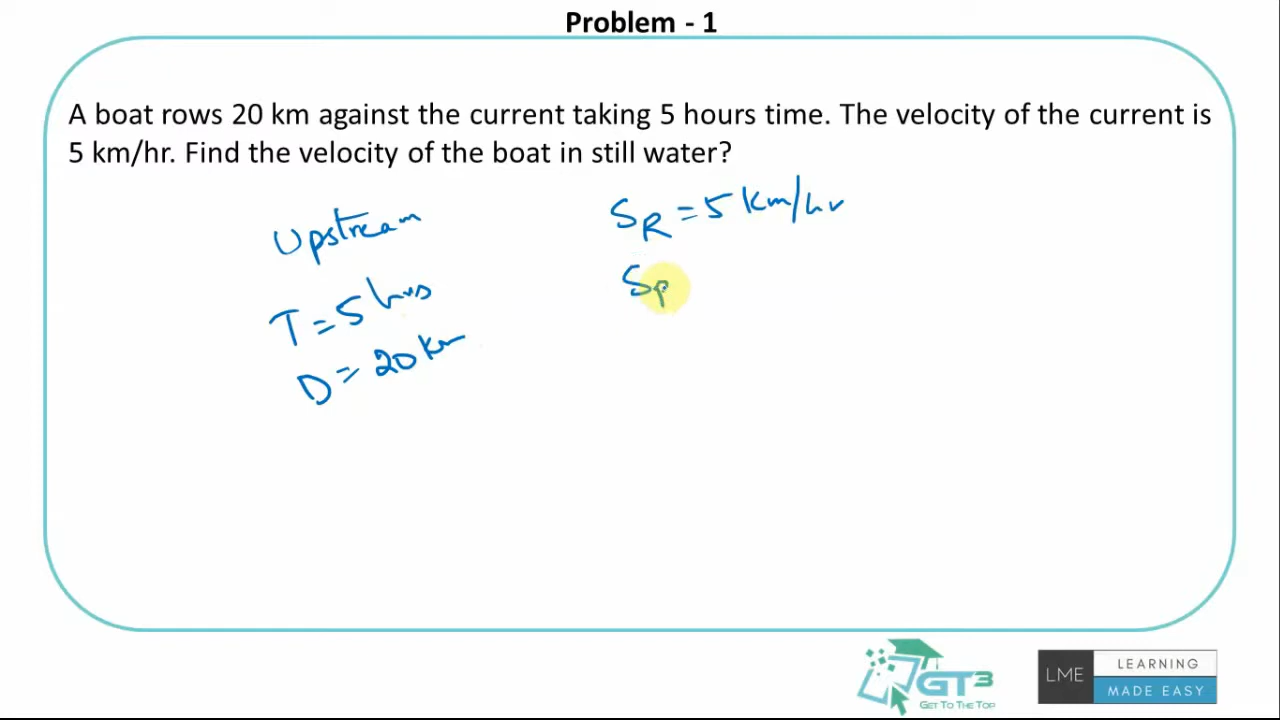 Problem - 1
A boat rows 20 km against the current taking 5 hours time. The velocity of the current is
5 km/hr. Find the velocity of the boat in still water?
Upstream
S_R = 5 km/hr
T = 5 hrs
S_P
D = 20 km
GT3
GET TO THE TOP
LME
LEARNING
MADE EASY